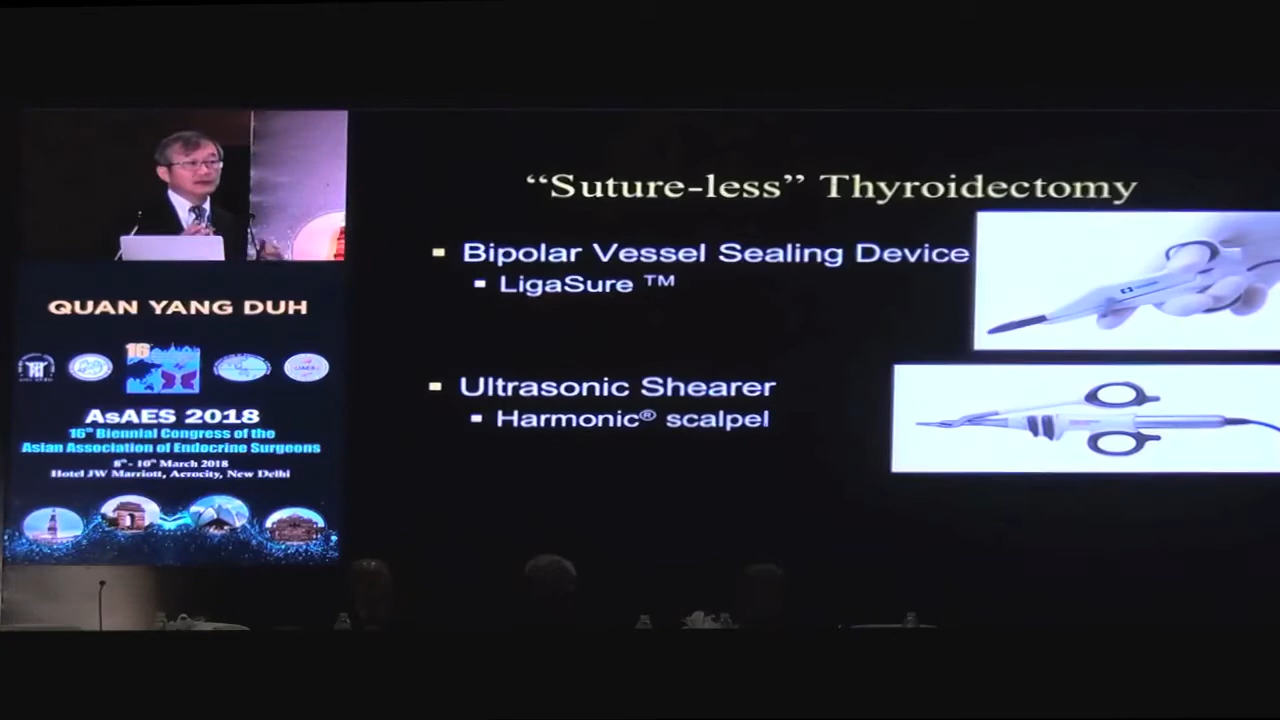 QUAN YANG DUH
16
AsAES 2018
16th Biennial Congress of the
Asian Association of Endocrine Surgeons
8th - 10th March 2018
Hotel JW Marriott, Aerocity, New Delhi
“Suture-less” Thyroidectomy
Bipolar Vessel Sealing Device
LigaSure ™
Ultrasonic Shearer
Harmonic® scalpel